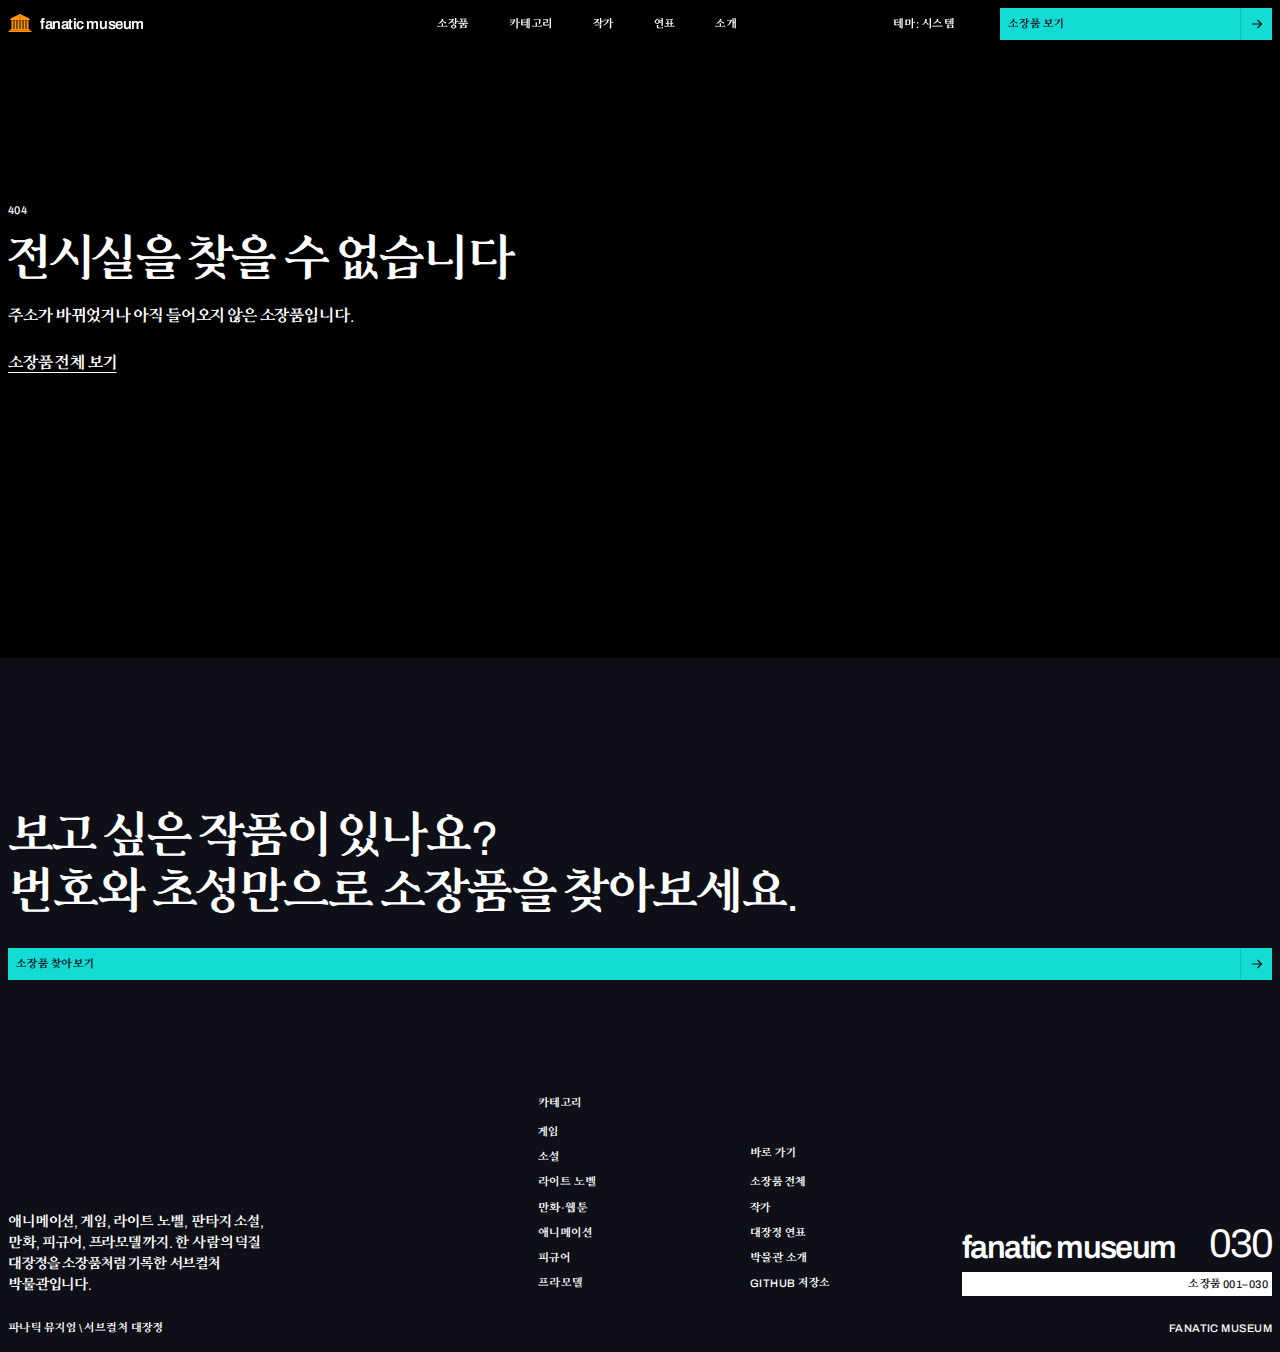 fanatic museum
소장품
카테고리
작가
연표
소개
테마: 시스템
소장품 보기
404
전시실을 찾을 수 없습니다
주소가 바뀌었거나 아직 들어오지 않은 소장품입니다.
소장품 전체 보기
보고 싶은 작품이 있나요?
번호와 초성만으로 소장품을 찾아보세요.
소장품 찾아보기
애니메이션, 게임, 라이트 노벨, 판타지 소설,
만화, 피규어, 프라모델까지. 한 사람의 덕질
대장정을 소장품처럼 기록한 서브컬쳐
박물관입니다.
카테고리
게임
소설
라이트 노벨
만화·웹툰
애니메이션
피규어
프라모델
바로 가기
소장품 전체
작가
대장정 연표
박물관 소개
GITHUB 저장소
fanatic museum
030
소장품 001–030
파나틱 뮤지엄 \ 서브컬쳐 대장정
FANATIC MUSEUM